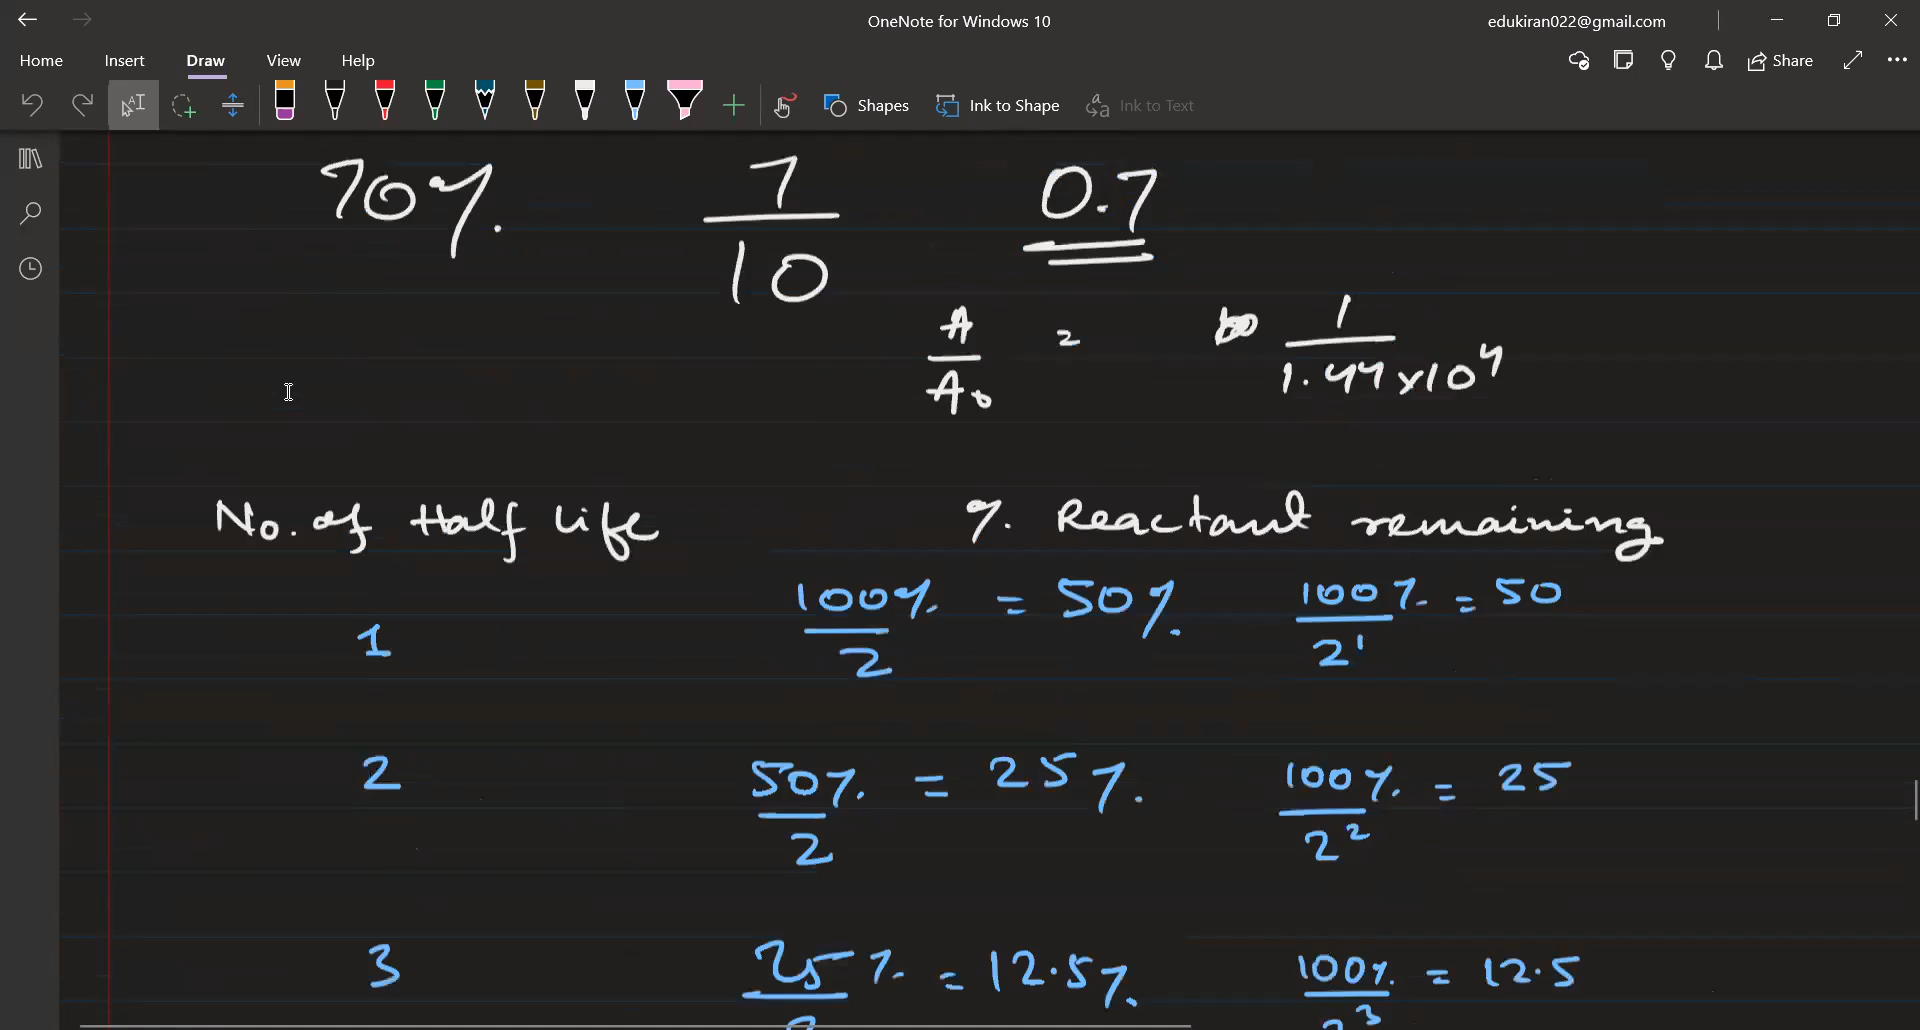 OneNote for Windows 10
edukiran022@gmail.com
Home Insert Draw View Help
Share
Shapes Ink to Shape Ink to Text
70% 7/10 0.7
A/A₀ = 1/1.44×10⁴
No. of Half life % Reactant remaining
1 100%/2 = 50% 100%/2¹ = 50
2 50%/2 = 25% 100%/2² = 25
3 25%/2 = 12.5% 100%/2³ = 12.5